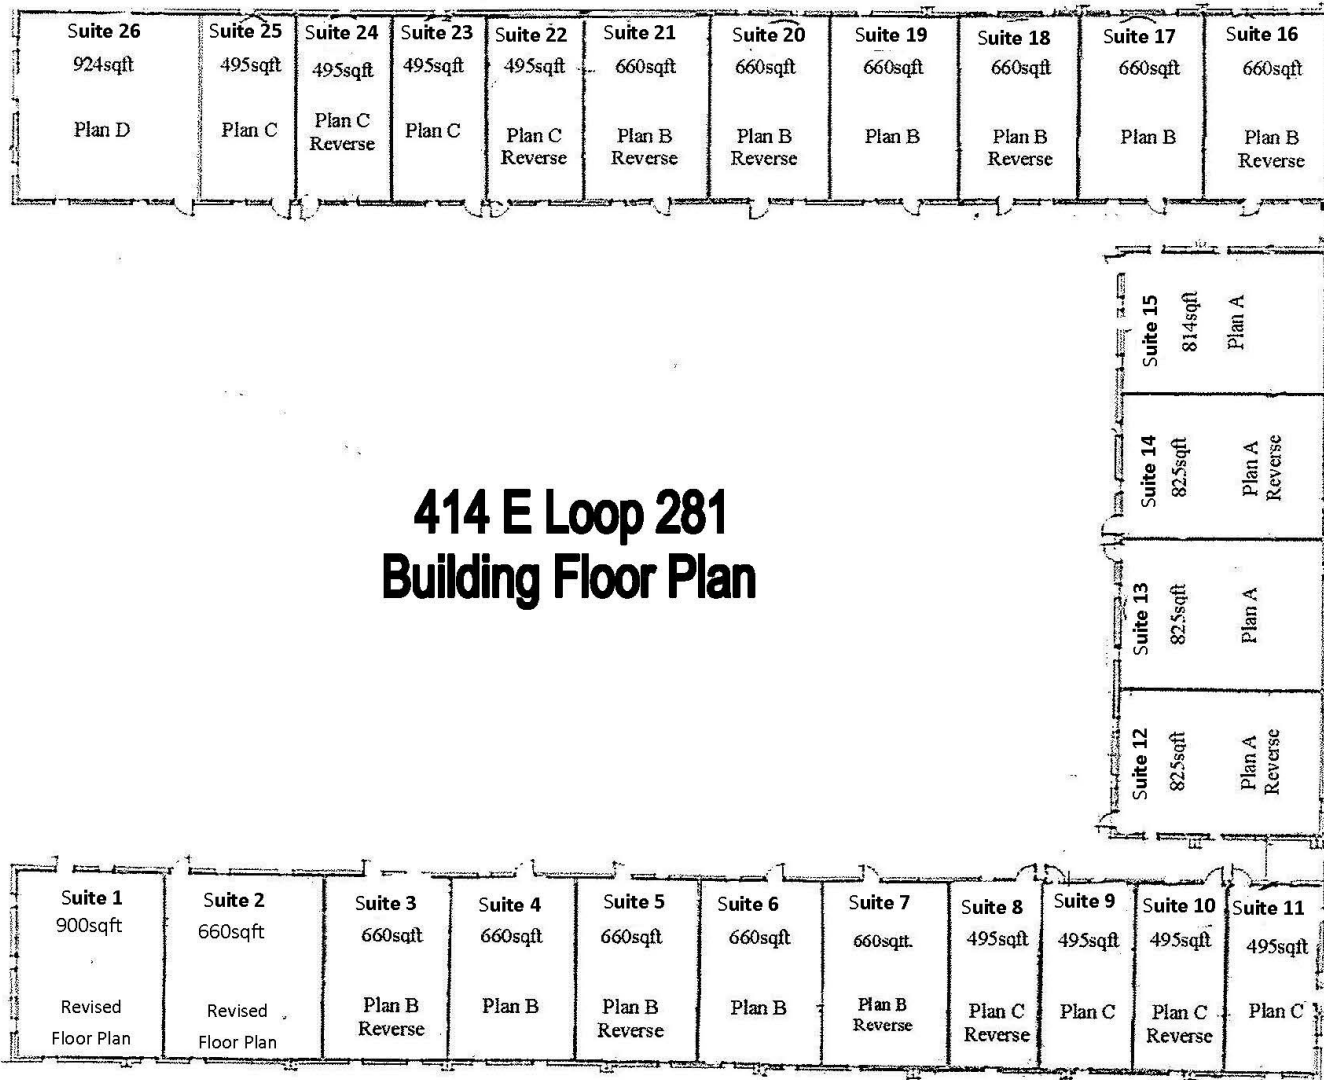 Suite 26
924sqft
Plan D
Suite 25
495sqft
Plan C
Suite 24
495sqft
Plan C
Reverse
Suite 23
495sqft
Plan C
Suite 22
495sqft
Plan C
Reverse
Suite 21
660sqft
Plan B
Reverse
Suite 20
660sqft
Plan B
Reverse
Suite 19
660sqft
Plan B
Suite 18
660sqft
Plan B
Reverse
Suite 17
660sqft
Plan B
Suite 16
660sqft
Plan B
Reverse
Suite 15
814sqft
Plan A
Suite 14
825sqft
Plan A
Reverse
Suite 13
825sqft
Plan A
Suite 12
825sqft
Plan A
Reverse
414 E Loop 281
Building Floor Plan
Suite 1
900sqft
Revised
Floor Plan
Suite 2
660sqft
Revised
Floor Plan
Suite 3
660sqft
Plan B
Reverse
Suite 4
660sqft
Plan B
Suite 5
660sqft
Plan B
Reverse
Suite 6
660sqft
Plan B
Suite 7
660sqft
Plan B
Reverse
Suite 8
495sqft
Plan C
Reverse
Suite 9
495sqft
Plan C
Suite 10
495sqft
Plan C
Reverse
Suite 11
495sqft
Plan C